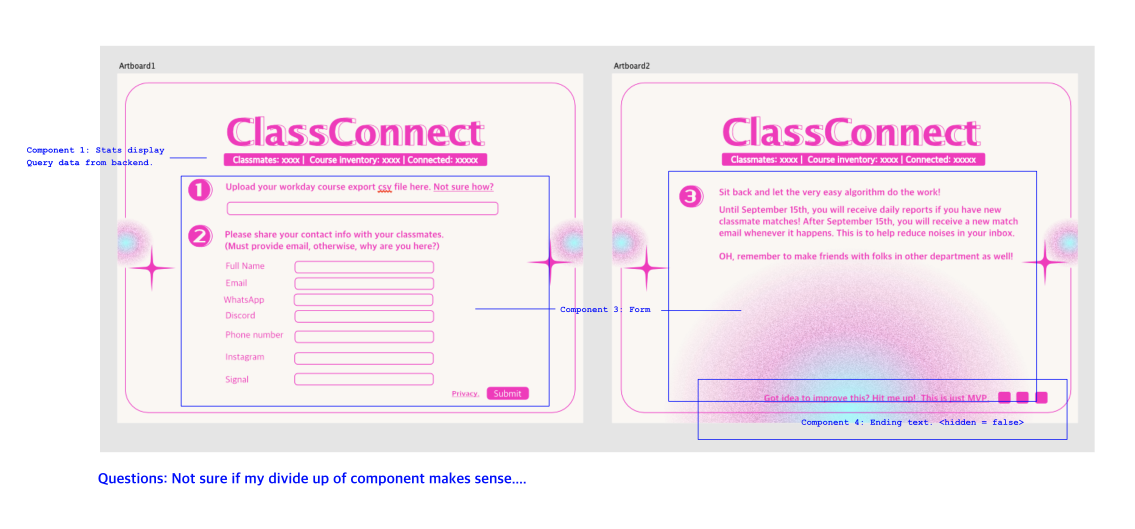 Artboard1
ClassConnect
Classmates: xxxx | Course inventory: xxxx | Connected: xxxxx
Component 1: Stats display
Query data from backend.
1
Upload your workday course export csv file here. Not sure how?
2
Please share your contact info with your classmates.
(Must provide email, otherwise, why are you here?)
Full Name
Email
WhatsApp
Discord
Phone number
Instagram
Signal
Privacy. Submit
Component 3: Form
Artboard2
ClassConnect
Classmates: xxxx | Course inventory: xxxx | Connected: xxxxx
3
Sit back and let the very easy algorithm do the work!
Until September 15th, you will receive daily reports if you have new
classmate matches! After September 15th, you will receive a new match
email whenever it happens. This is to help reduce noises in your inbox.
OH, remember to make friends with folks in other department as well!
Got idea to improve this? Hit me up! This is just MVP.
Component 4: Ending text. <hidden = false>
Questions: Not sure if my divide up of component makes sense....